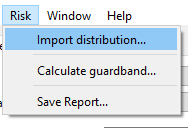 Risk Window Help
Import distribution...
Calculate guardband...
Save Report...